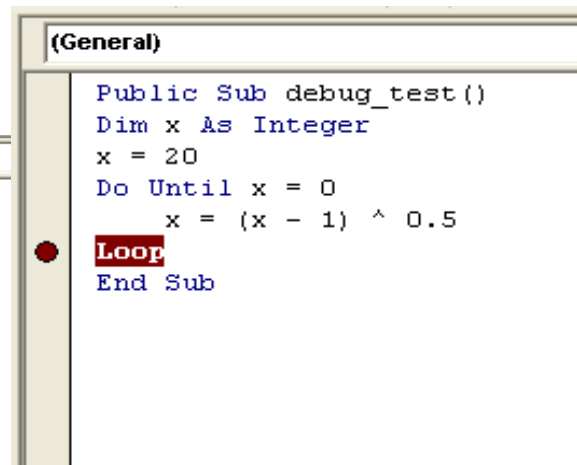 (General)
Public Sub debug_test()
Dim x As Integer
x = 20
Do Until x = 0
    x = (x - 1) ^ 0.5
Loop
End Sub